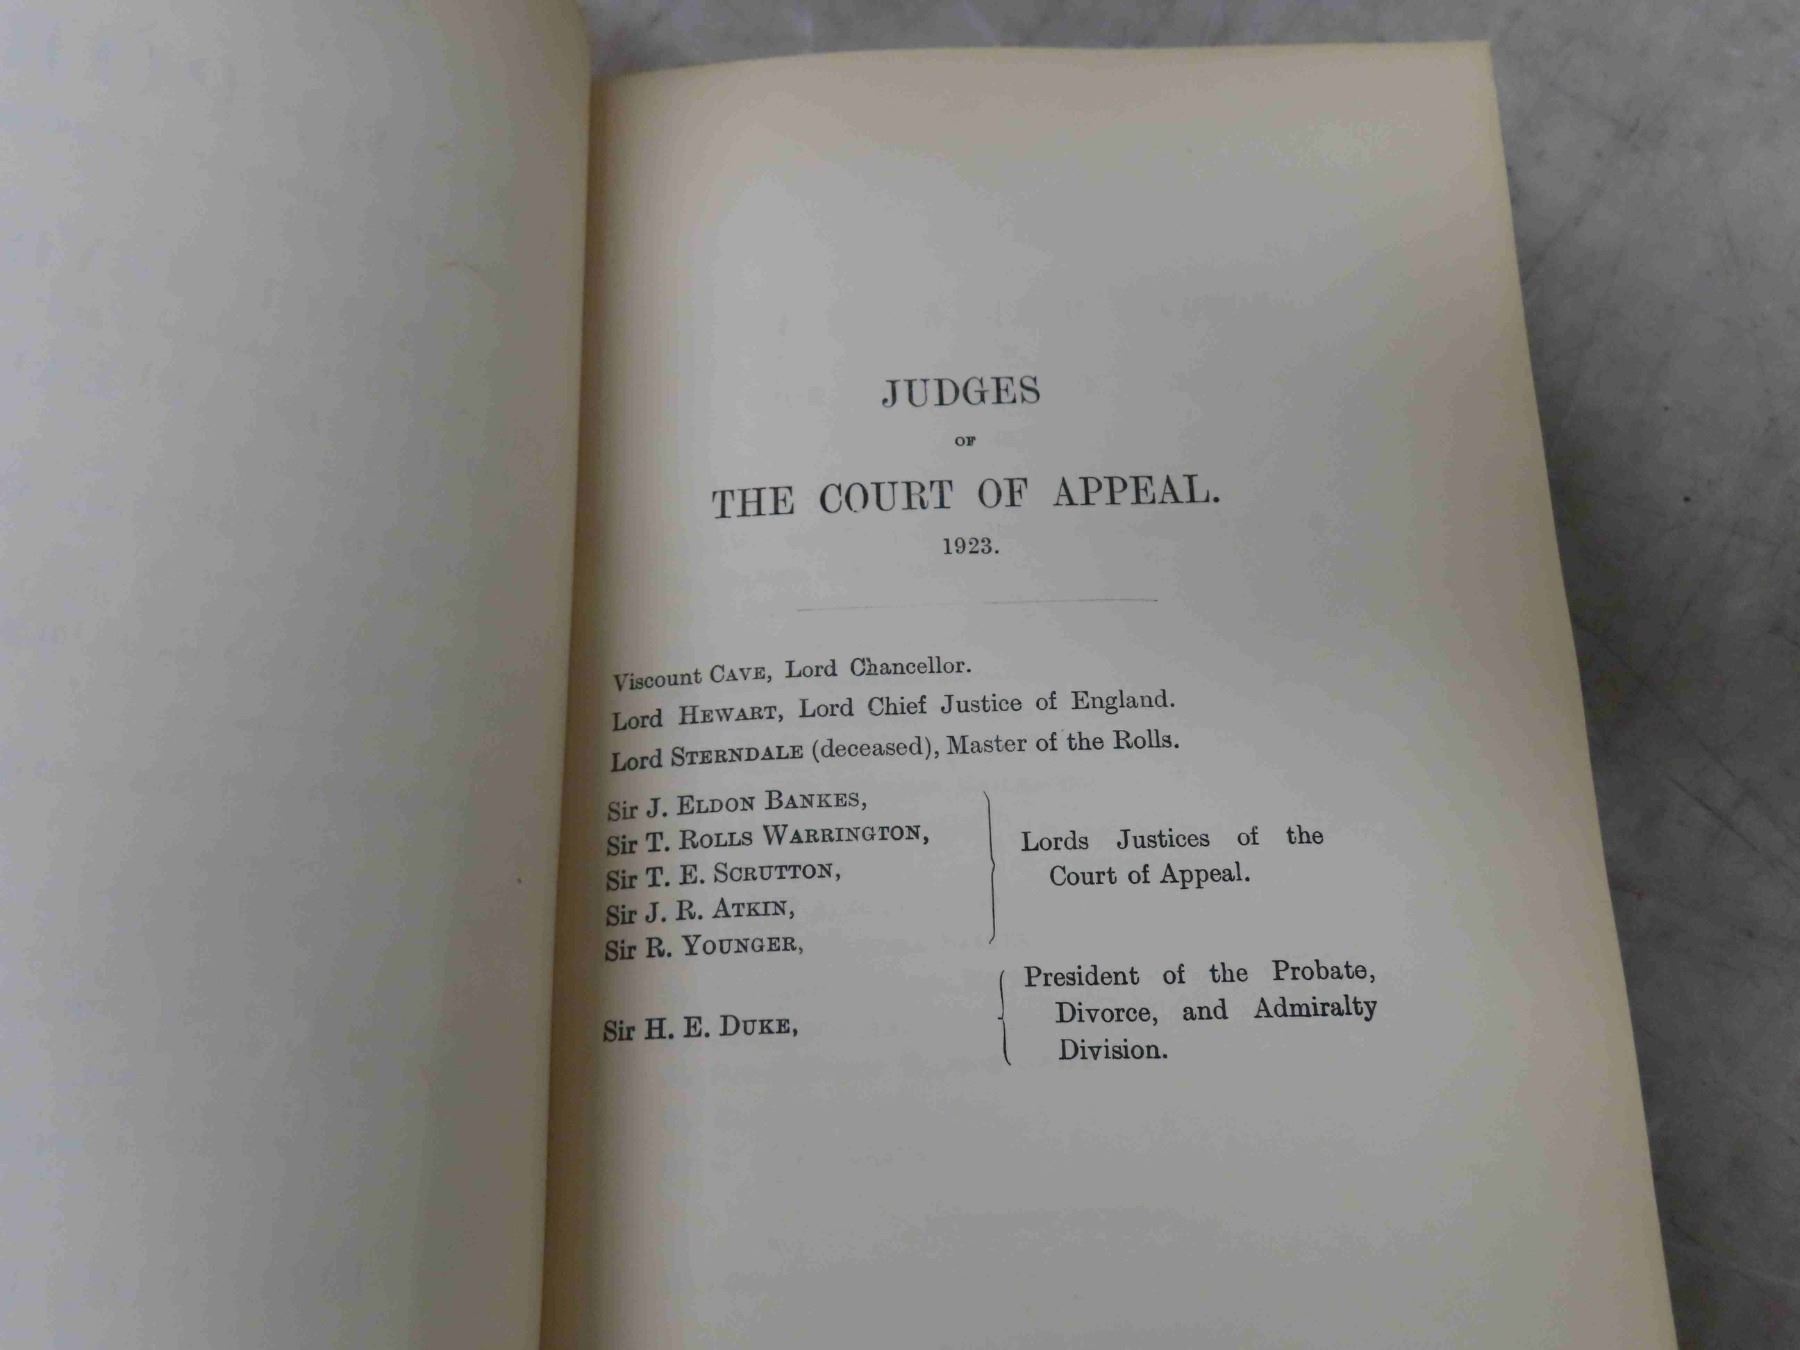 JUDGES
OF
THE COURT OF APPEAL.
1923.
Viscount CAVE, Lord Chancellor.
Lord HEWART, Lord Chief Justice of England.
Lord STERNDALE (deceased), Master of the Rolls.
Sir J. ELDON BANKES,
Sir T. ROLLS WARRINGTON,
Sir T. E. SCRUTTON,
Sir J. R. ATKIN,
Sir R. YOUNGER,
Lords Justices of the
Court of Appeal.
Sir H. E. DUKE,
President of the Probate,
Divorce, and Admiralty
Division.